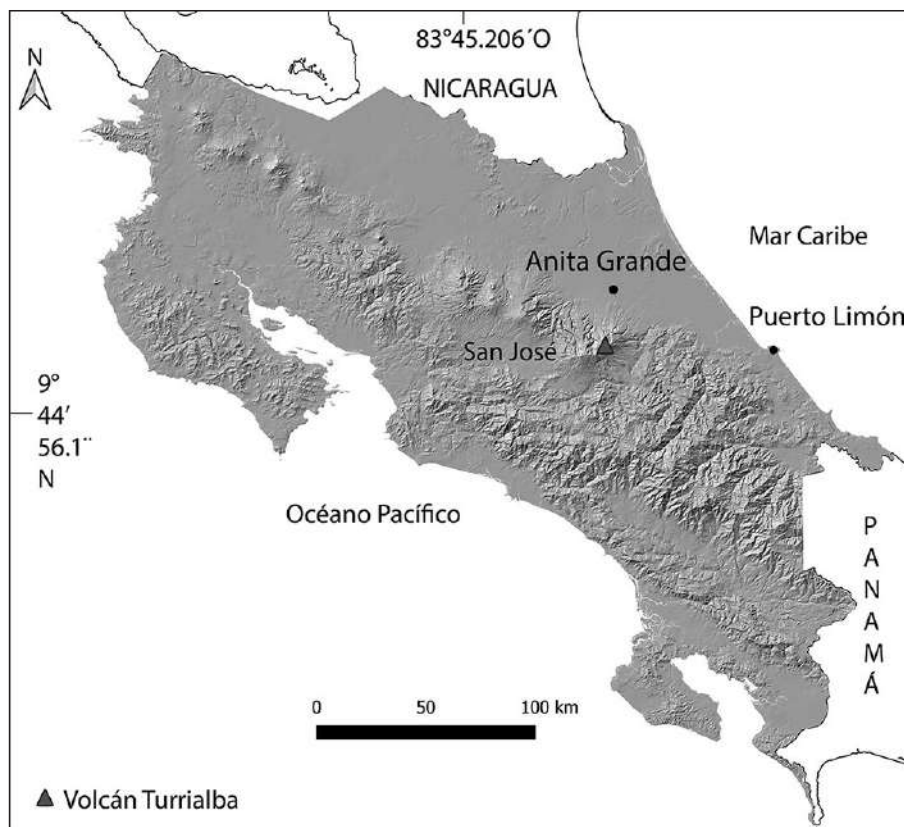 83°45.206´O
N
NICARAGUA
Mar Caribe
Anita Grande
Puerto Limón
San José
9°
44′
56.1¨
N
Océano Pacífico
P
A
N
A
M
Á
0 50 100 km
Volcán Turrialba